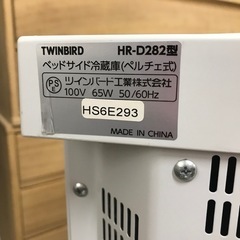 TWINBIRD HR-D282型
ベッドサイド冷蔵庫(ペルチェ式)
PSE ツインバード工業株式会社
100V 65W 50/60Hz
HS6E293
MADE IN CHINA